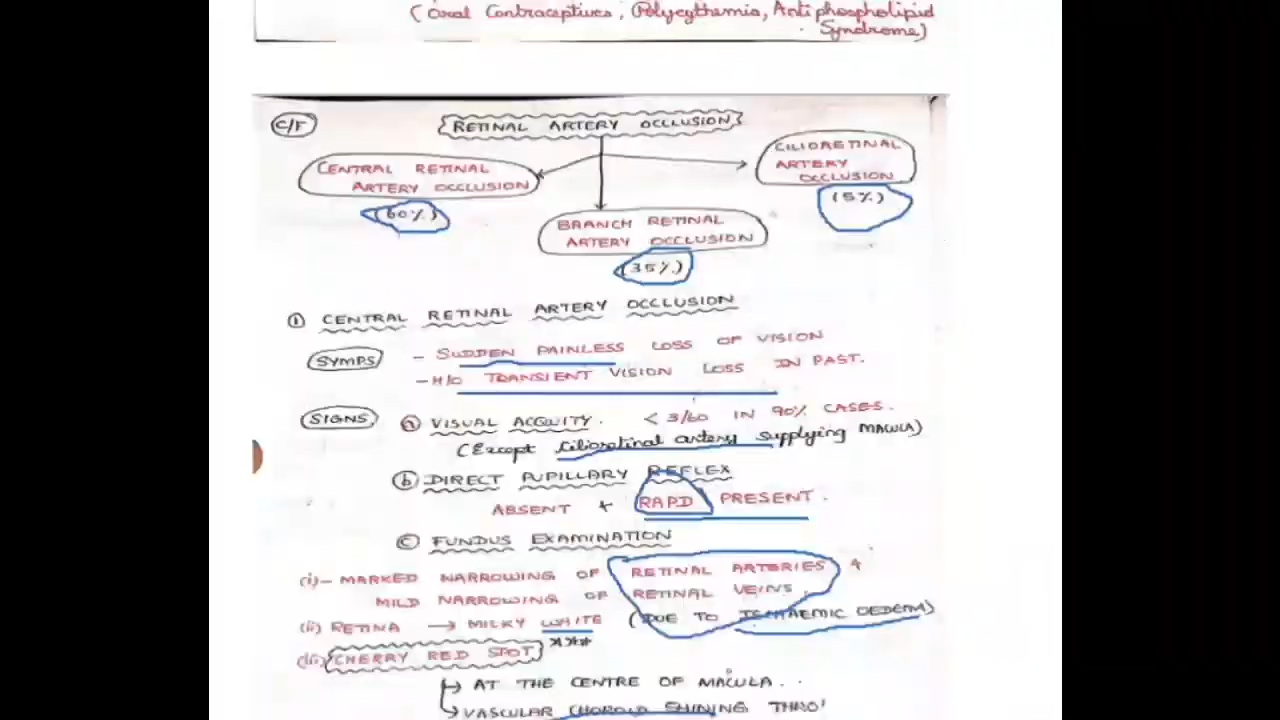 (Oral Contraceptives, Polycythemia, Antiphospholipid
Syndrome)
C/F
RETINAL ARTERY OCCLUSION
CENTRAL RETINAL
ARTERY OCCLUSION
(60%)
BRANCH RETINAL
ARTERY OCCLUSION
(35%)
CILIORETINAL
ARTERY
OCCLUSION
(5%)
① CENTRAL RETINAL ARTERY OCCLUSION
SYMPS
- SUDDEN PAINLESS LOSS OF VISION
- H/O TRANSIENT VISION LOSS IN PAST.
SIGNS
ⓐ VISUAL ACQUITY. < 3/60 IN 90% CASES.
(Except Cilioretinal artery supplying MACULA)
ⓑ DIRECT PUPILLARY REFLEX
ABSENT + RAPD PRESENT.
ⓒ FUNDUS EXAMINATION
(i) - MARKED NARROWING OF RETINAL ARTERIES &
MILD NARROWING OF RETINAL VEINS.
(ii) RETINA → MILKY WHITE (DUE TO ISCHAEMIC OEDEMA)
(iii) CHERRY RED SPOT ***
↳ AT THE CENTRE OF MACULA...
↳ VASCULAR CHOROID SHINING THRO'